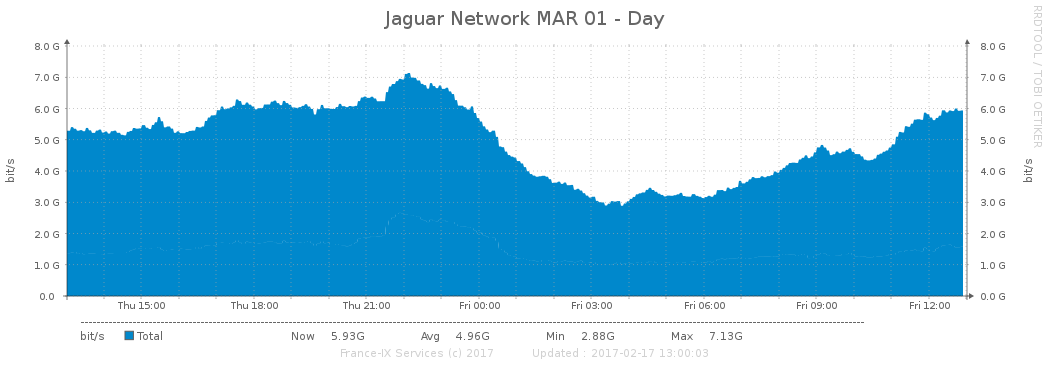 Jaguar Network MAR 01 - Day
RRDTOOL / TOBI OETIKER
8.0 G 8.0 G
7.0 G 7.0 G
6.0 G 6.0 G
5.0 G 5.0 G
4.0 G 4.0 G
3.0 G 3.0 G
2.0 G 2.0 G
1.0 G 1.0 G
0.0 0.0 G
bit/s
bit/s
Thu 15:00 Thu 18:00 Thu 21:00 Fri 00:00 Fri 03:00 Fri 06:00 Fri 09:00 Fri 12:00
bit/s Total Now 5.93G Avg 4.96G Min 2.88G Max 7.13G
France-IX Services (c) 2017 Updated : 2017-02-17 13:00:03